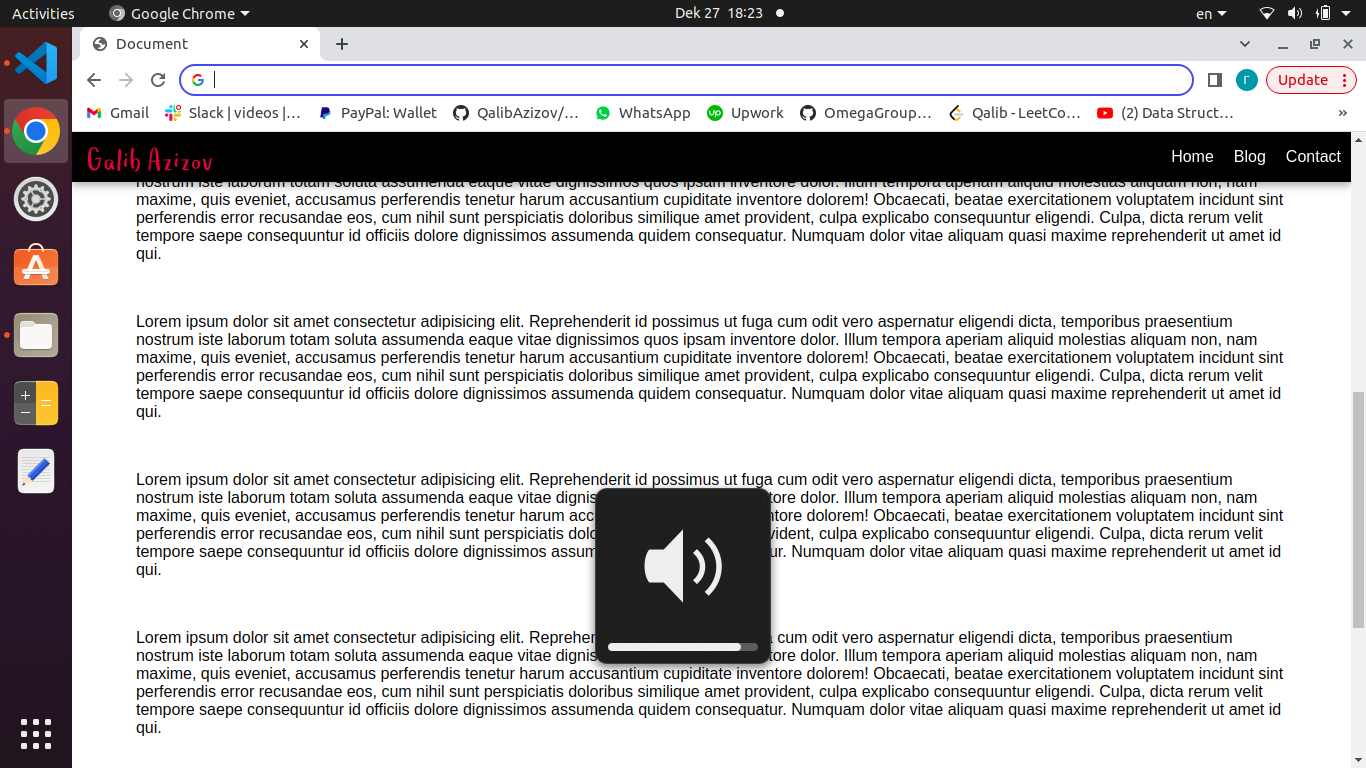 Activities Google Chrome Dek 27 18:23 en
Document
Г Update
Gmail Slack | videos |... PayPal: Wallet QalibAzizov/... WhatsApp Upwork OmegaGroup... Qalib - LeetCo... (2) Data Struct... »
Galib Azizov Home Blog Contact
nostrum iste laborum totam soluta assumenda eaque vitae dignissimos quos ipsam inventore dolor. Illum tempora aperiam aliquid molestias aliquam non, nam
maxime, quis eveniet, accusamus perferendis tenetur harum accusantium cupiditate inventore dolorem! Obcaecati, beatae exercitationem voluptatem incidunt sint
perferendis error recusandae eos, cum nihil sunt perspiciatis doloribus similique amet provident, culpa explicabo consequuntur eligendi. Culpa, dicta rerum velit
tempore saepe consequuntur id officiis dolore dignissimos assumenda quidem consequatur. Numquam dolor vitae aliquam quasi maxime reprehenderit ut amet id
qui.
Lorem ipsum dolor sit amet consectetur adipisicing elit. Reprehenderit id possimus ut fuga cum odit vero aspernatur eligendi dicta, temporibus praesentium
nostrum iste laborum totam soluta assumenda eaque vitae dignissimos quos ipsam inventore dolor. Illum tempora aperiam aliquid molestias aliquam non, nam
maxime, quis eveniet, accusamus perferendis tenetur harum accusantium cupiditate inventore dolorem! Obcaecati, beatae exercitationem voluptatem incidunt sint
perferendis error recusandae eos, cum nihil sunt perspiciatis doloribus similique amet provident, culpa explicabo consequuntur eligendi. Culpa, dicta rerum velit
tempore saepe consequuntur id officiis dolore dignissimos assumenda quidem consequatur. Numquam dolor vitae aliquam quasi maxime reprehenderit ut amet id
qui.
Lorem ipsum dolor sit amet consectetur adipisicing elit. Reprehenderit id possimus ut fuga cum odit vero aspernatur eligendi dicta, temporibus praesentium
nostrum iste laborum totam soluta assumenda eaque vitae dignis tore dolor. Illum tempora aperiam aliquid molestias aliquam non, nam
maxime, quis eveniet, accusamus perferendis tenetur harum acc ntore dolorem! Obcaecati, beatae exercitationem voluptatem incidunt sint
perferendis error recusandae eos, cum nihil sunt perspiciatis dolo vident, culpa explicabo consequuntur eligendi. Culpa, dicta rerum velit
tempore saepe consequuntur id officiis dolore dignissimos assum ur. Numquam dolor vitae aliquam quasi maxime reprehenderit ut amet id
qui.
Lorem ipsum dolor sit amet consectetur adipisicing elit. Reprehen cum odit vero aspernatur eligendi dicta, temporibus praesentium
nostrum iste laborum totam soluta assumenda eaque vitae dignis tore dolor. Illum tempora aperiam aliquid molestias aliquam non, nam
maxime, quis eveniet, accusamus perferendis tenetur harum accusantium cupiditate inventore dolorem! Obcaecati, beatae exercitationem voluptatem incidunt sint
perferendis error recusandae eos, cum nihil sunt perspiciatis doloribus similique amet provident, culpa explicabo consequuntur eligendi. Culpa, dicta rerum velit
tempore saepe consequuntur id officiis dolore dignissimos assumenda quidem consequatur. Numquam dolor vitae aliquam quasi maxime reprehenderit ut amet id
qui.